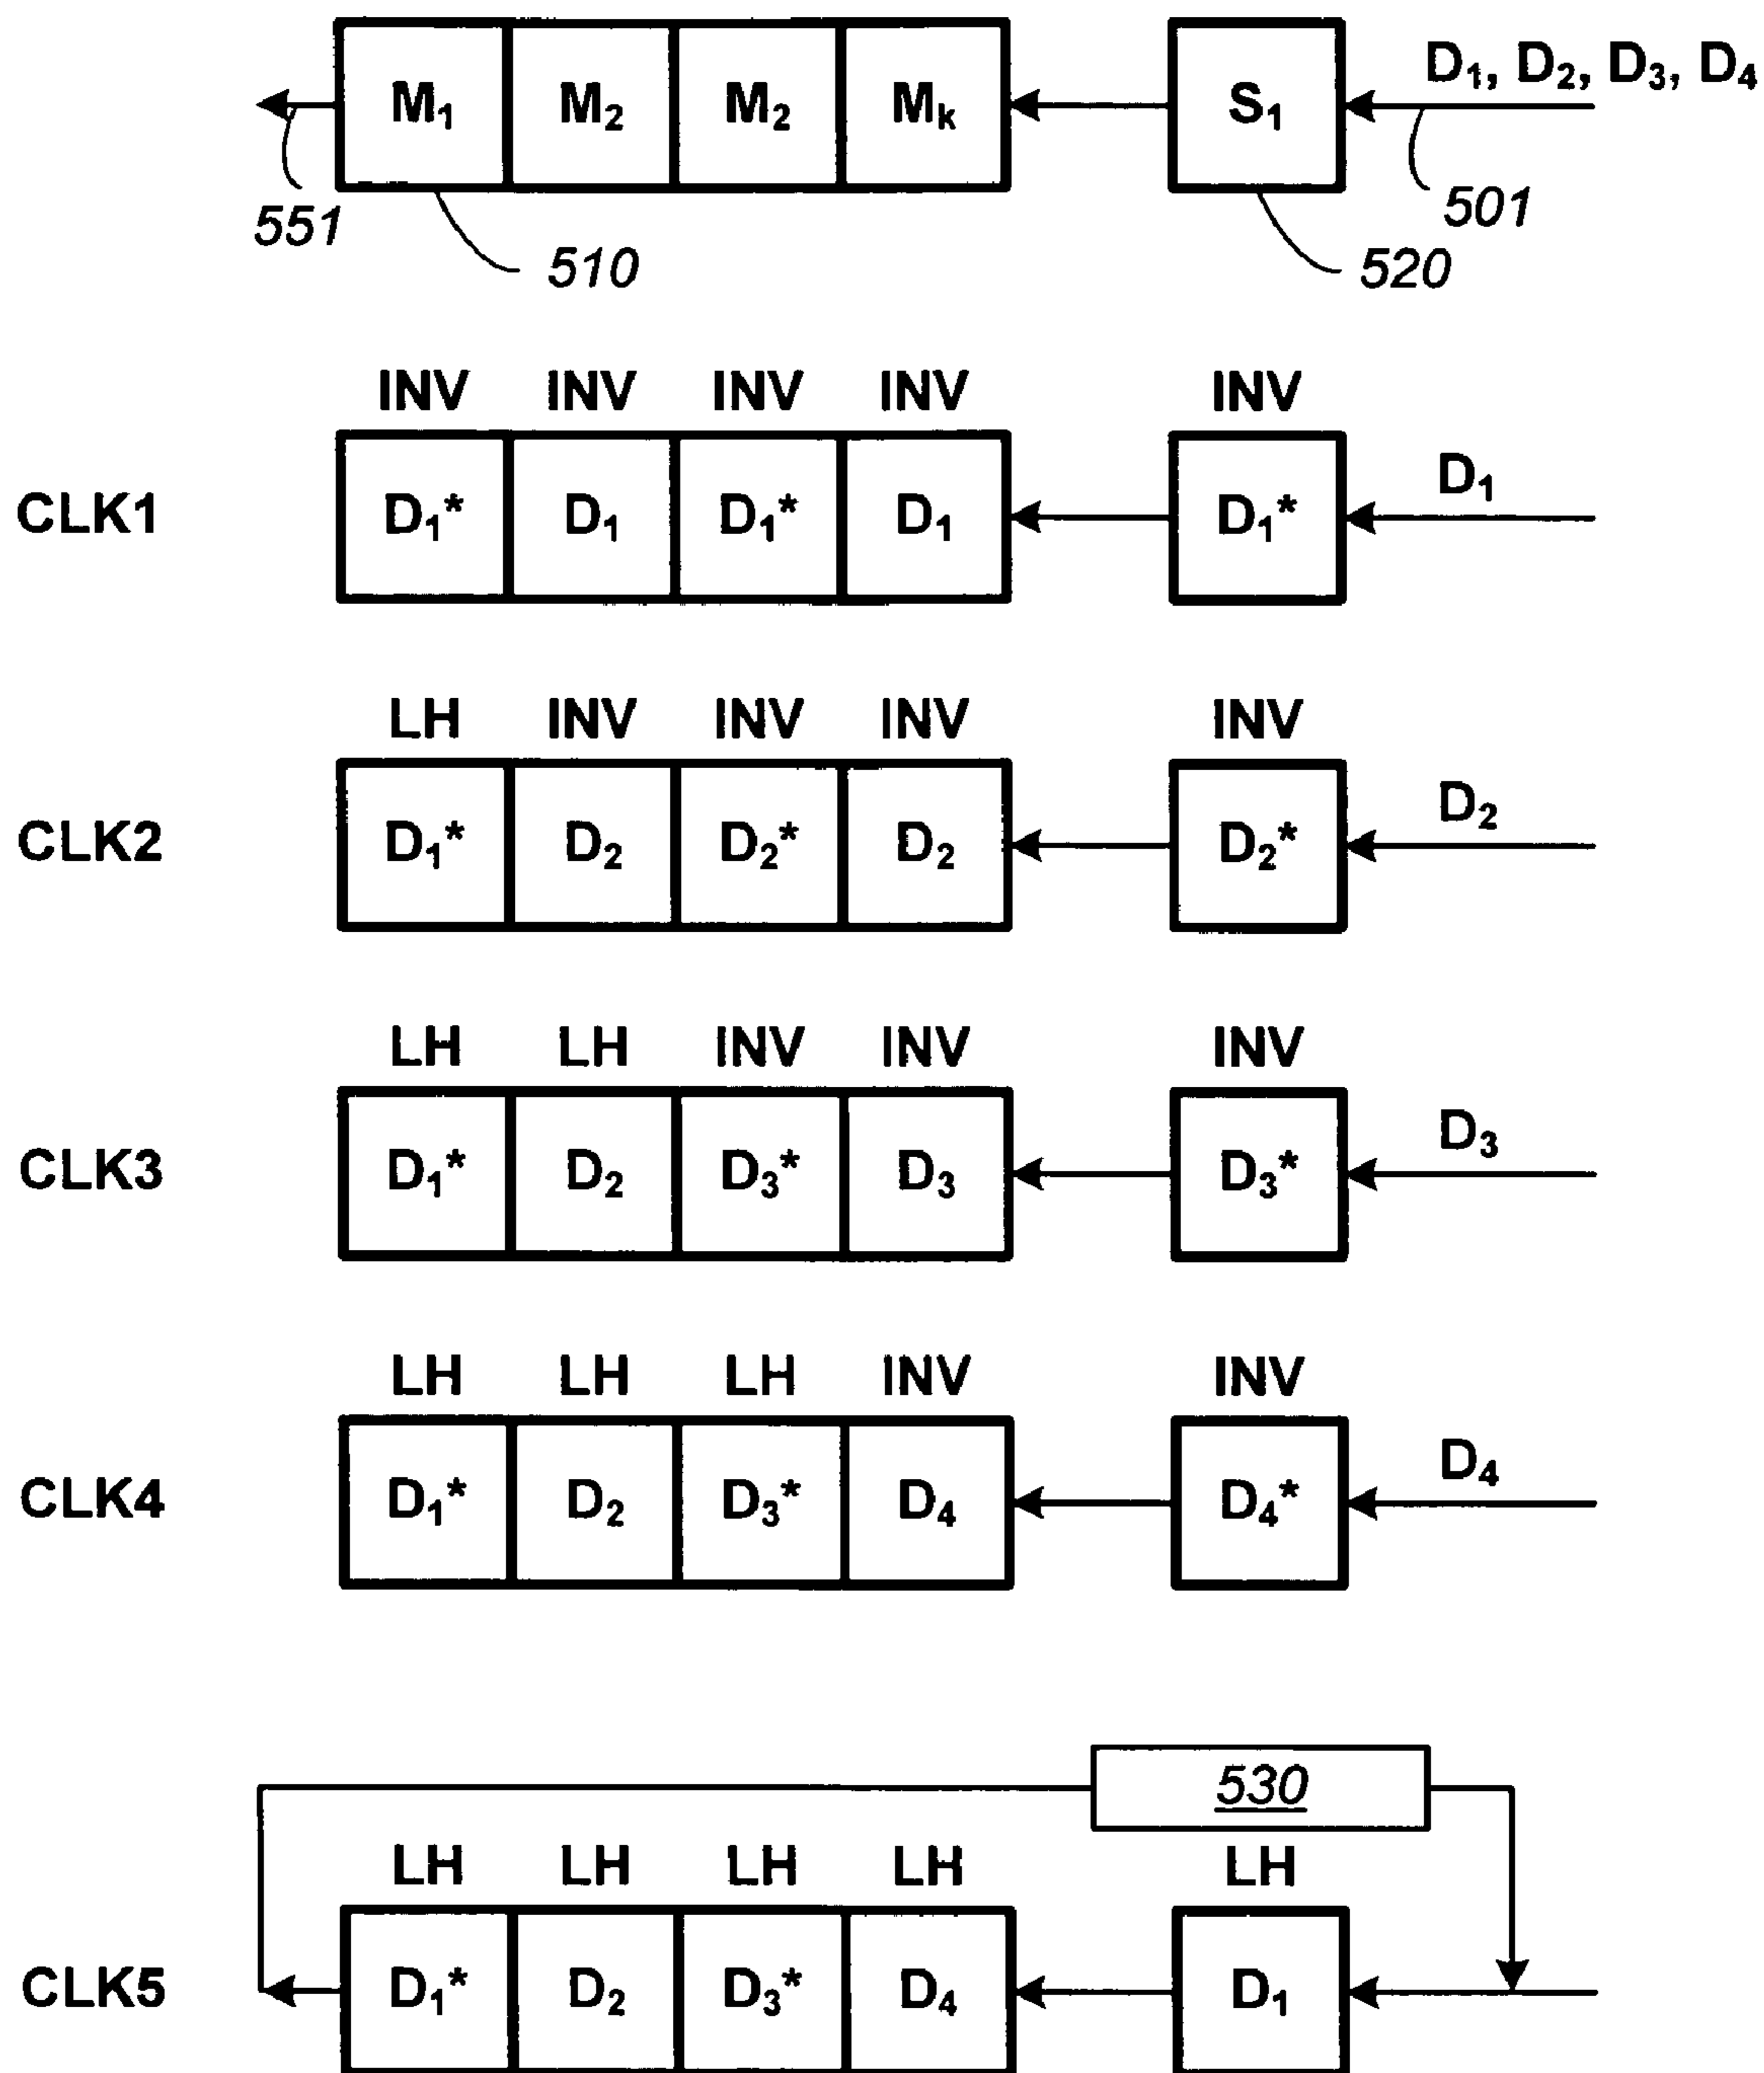 M₁ M₂ M₂ Mₖ S₁ D₁, D₂, D₃, D₄
551 510 520 501
INV INV INV INV INV
CLK1 D₁* D₁ D₁* D₁ D₁* D₁
LH INV INV INV INV
CLK2 D₁* D₂ D₂* D₂ D₂* D₂
LH LH INV INV INV
CLK3 D₁* D₂ D₃* D₃ D₃* D₃
LH LH LH INV INV
CLK4 D₁* D₂ D₃* D₄ D₄* D₄
530
LH LH LH LH LH
CLK5 D₁* D₂ D₃* D₄ D₁